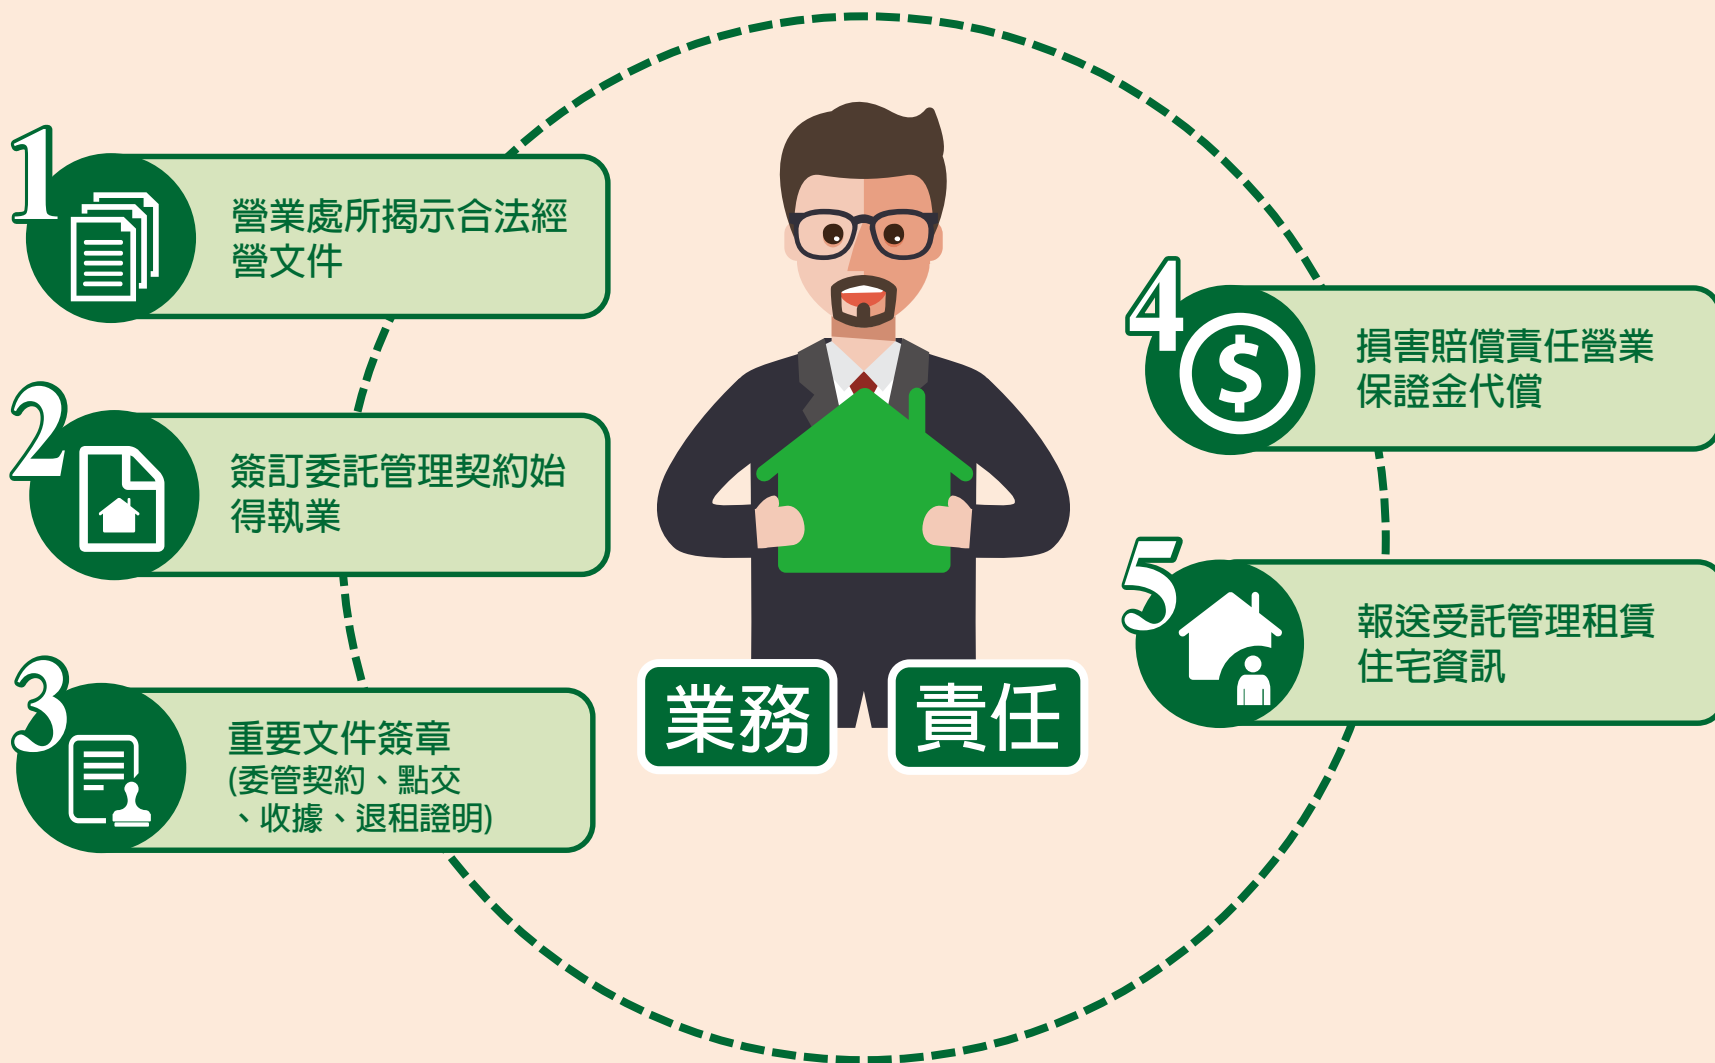 1
營業處所揭示合法經
營文件
2
簽訂委託管理契約始
得執業
3
重要文件簽章
(委管契約、點交
、收據、退租證明)
業務 責任
4
$
損害賠償責任營業
保證金代償
5
報送受託管理租賃
住宅資訊